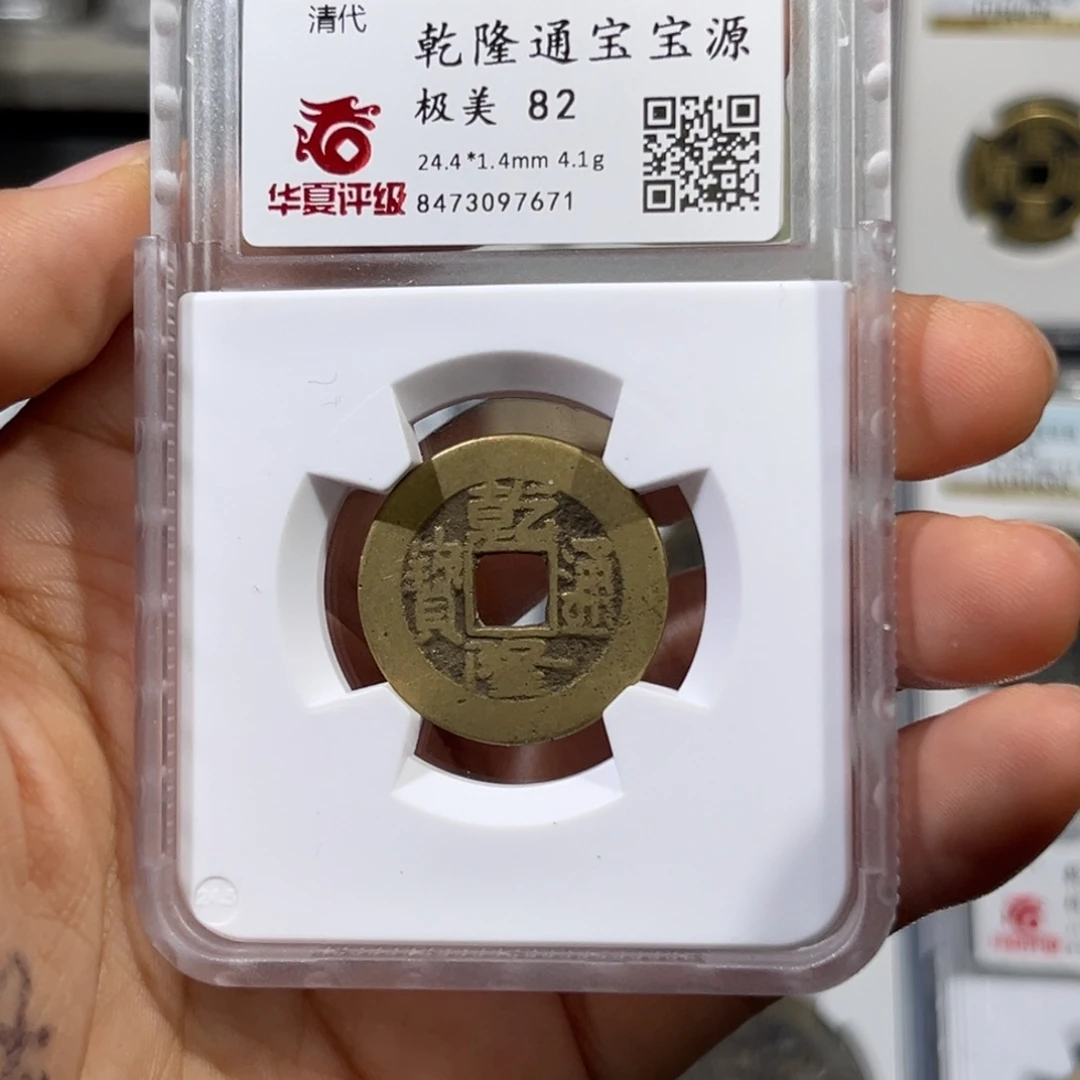 清代
乾隆通宝宝源
极美 82
24.4*1.4mm 4.1g
华夏评级
8473097671
乾
寳 通
隆